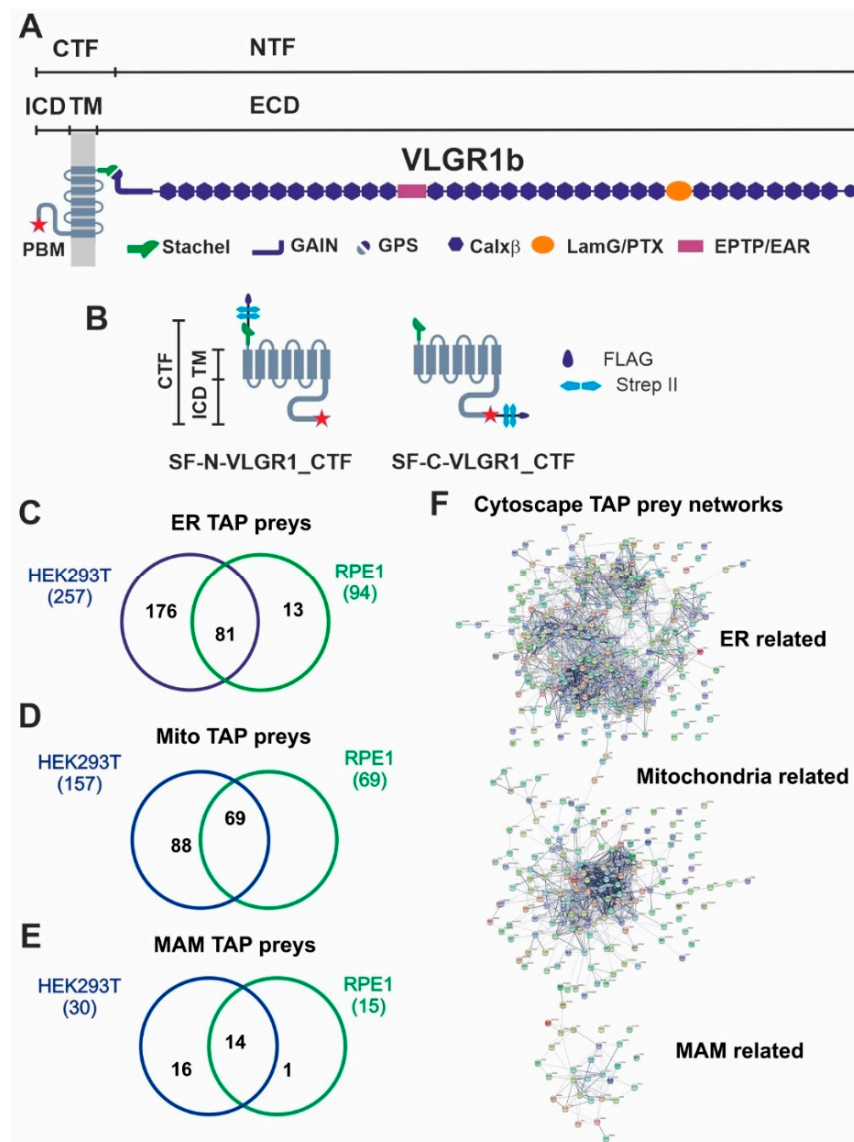 A
CTF NTF
ICD TM ECD
VLGR1b
PBM Stachel GAIN GPS Calxβ LamG/PTX EPTP/EAR
B
CTF
TM
ICD
FLAG
Strep II
SF-N-VLGR1_CTF SF-C-VLGR1_CTF
C
ER TAP preys
HEK293T
(257)
RPE1
(94)
176
81
13
D
Mito TAP preys
HEK293T
(157)
RPE1
(69)
88
69
E
MAM TAP preys
HEK293T
(30)
RPE1
(15)
16
14
1
F
Cytoscape TAP prey networks
ER related
Mitochondria related
MAM related